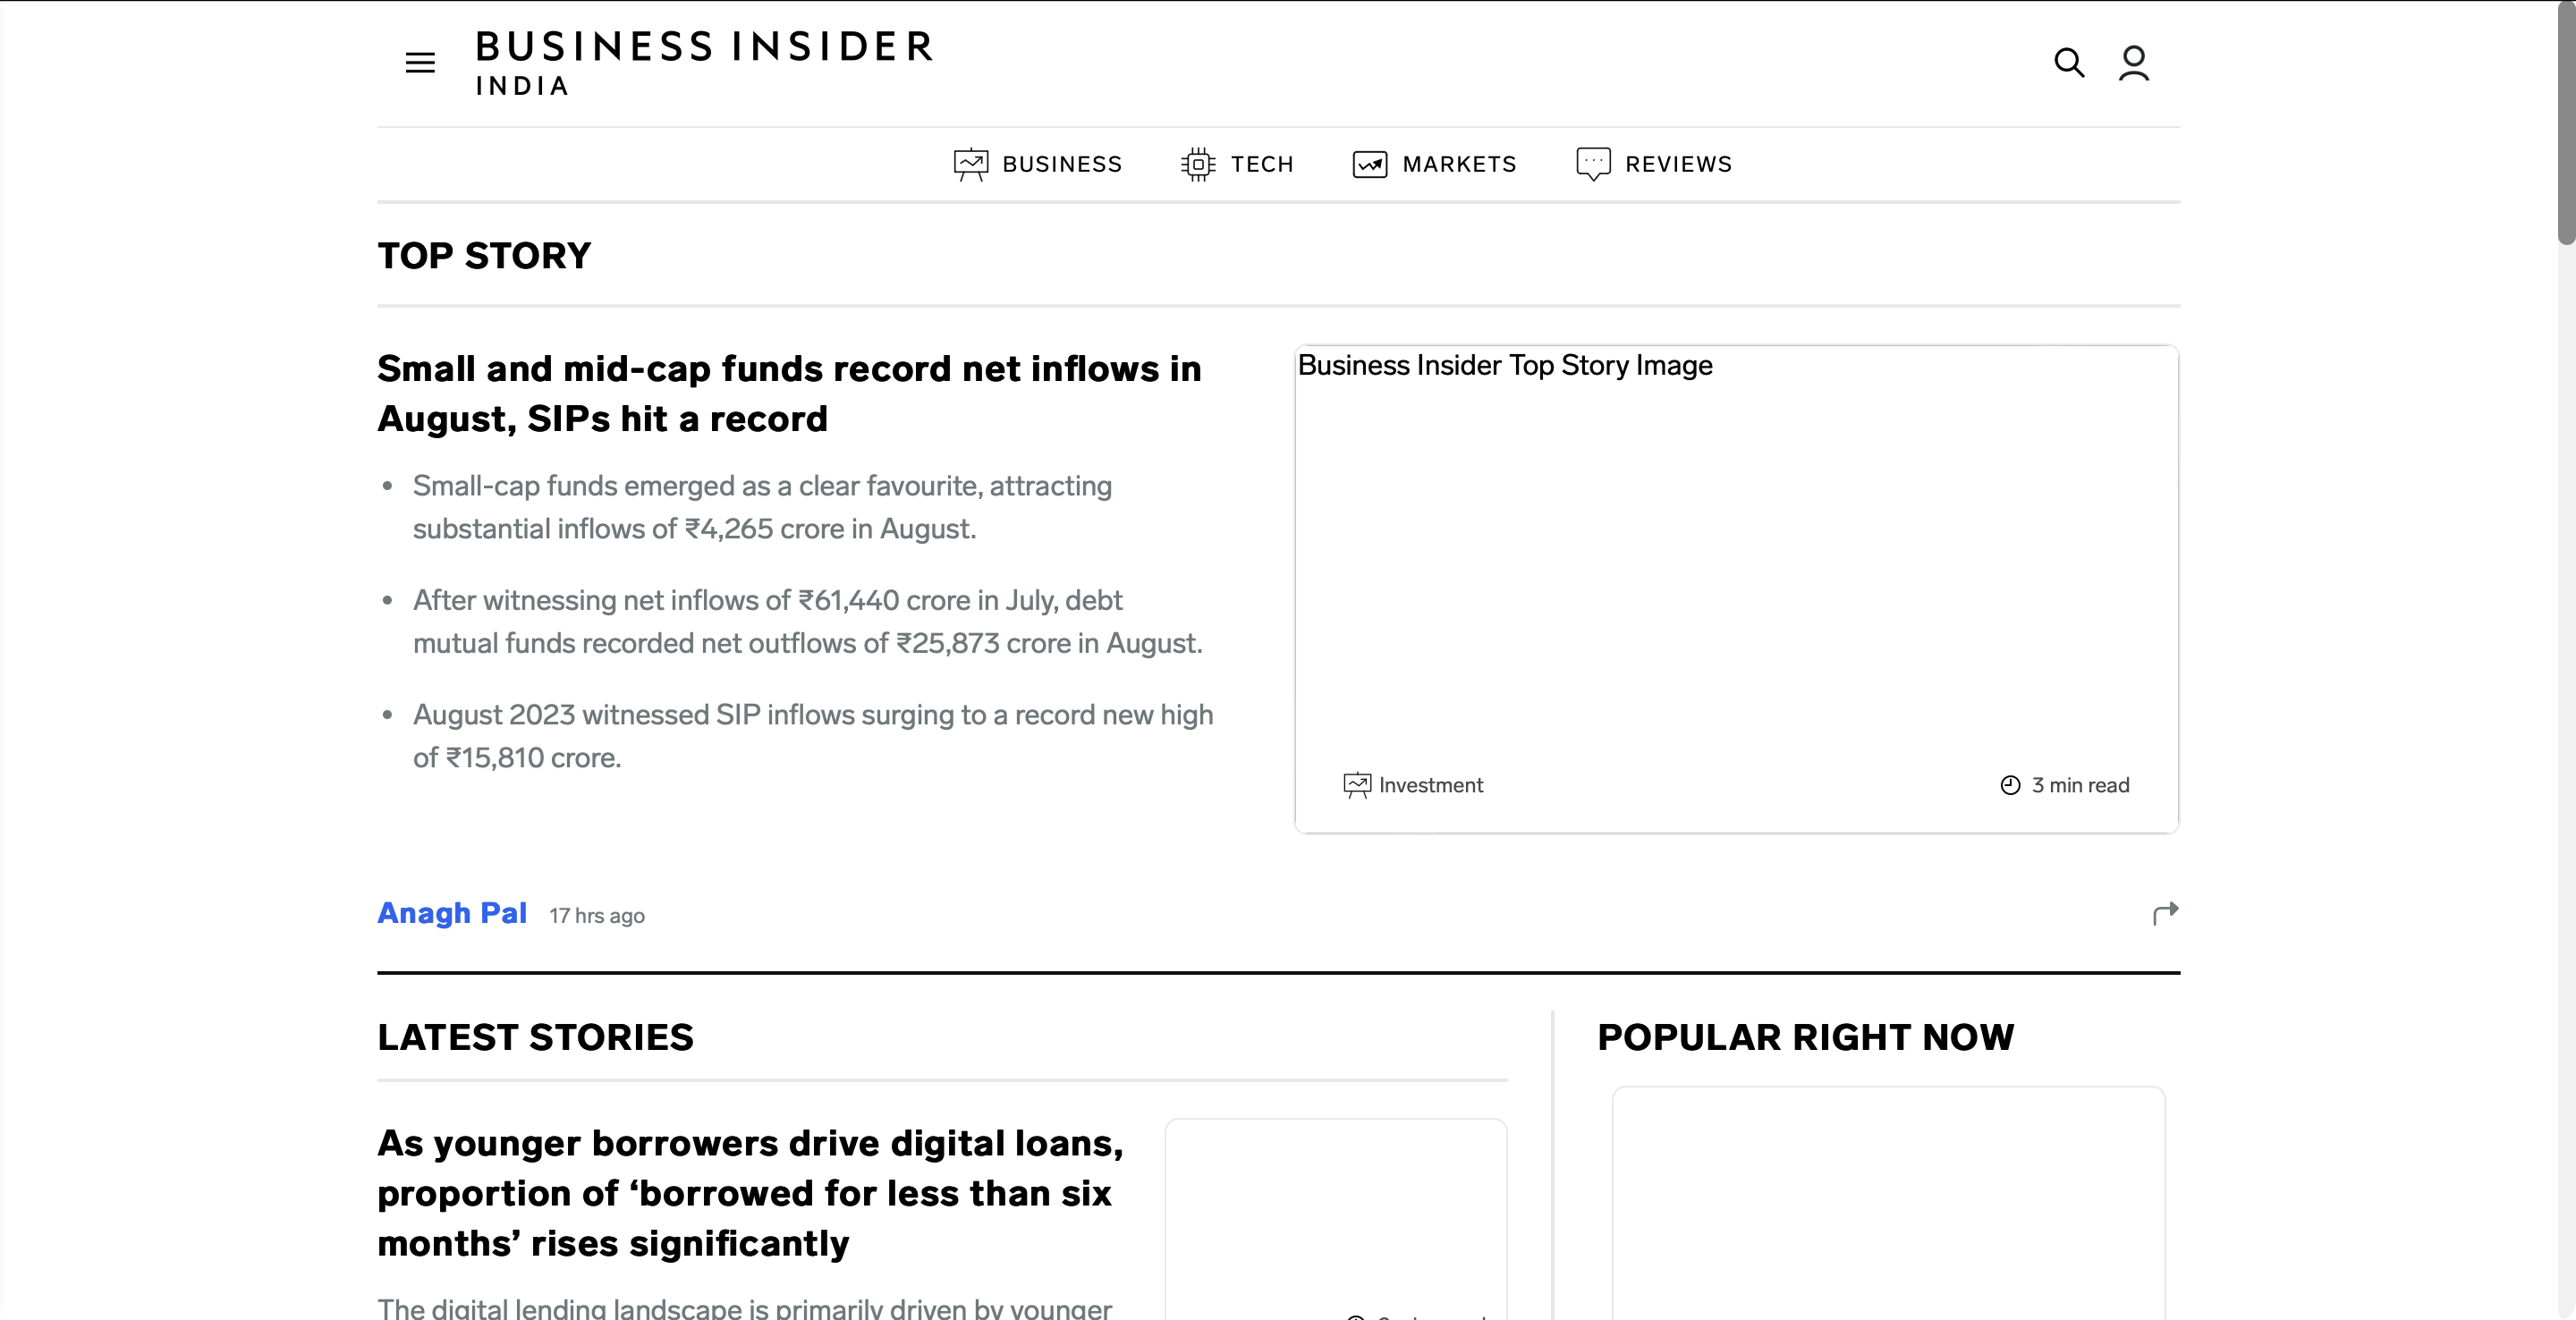 BUSINESS INSIDER
INDIA
BUSINESS
TECH
MARKETS
REVIEWS
TOP STORY
Small and mid-cap funds record net inflows in
August, SIPs hit a record
• Small-cap funds emerged as a clear favourite, attracting
substantial inflows of ₹4,265 crore in August.
• After witnessing net inflows of ₹61,440 crore in July, debt
mutual funds recorded net outflows of ₹25,873 crore in August.
• August 2023 witnessed SIP inflows surging to a record new high
of ₹15,810 crore.
Business Insider Top Story Image
Investment
3 min read
Anagh Pal 17 hrs ago
LATEST STORIES
As younger borrowers drive digital loans,
proportion of ‘borrowed for less than six
months’ rises significantly
The digital lending landscape is primarily driven by younger
POPULAR RIGHT NOW